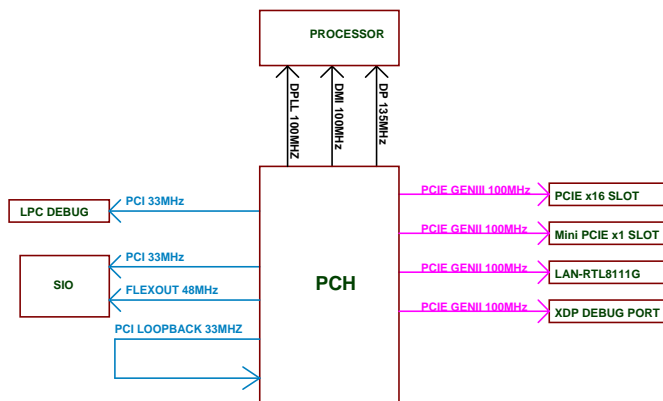 PROCESSOR
DPLL 100MHZ
DMI 100MHz
DP 135MHz
PCI 33MHz
LPC DEBUG
PCI 33MHz
SIO
FLEXOUT 48MHz
PCI LOOPBACK 33MHZ
PCH
PCIE GENIII 100MHz
PCIE x16 SLOT
PCIE GENII 100MHz
Mini PCIE x1 SLOT
PCIE GENII 100MHz
LAN-RTL8111G
PCIE GENII 100MHz
XDP DEBUG PORT